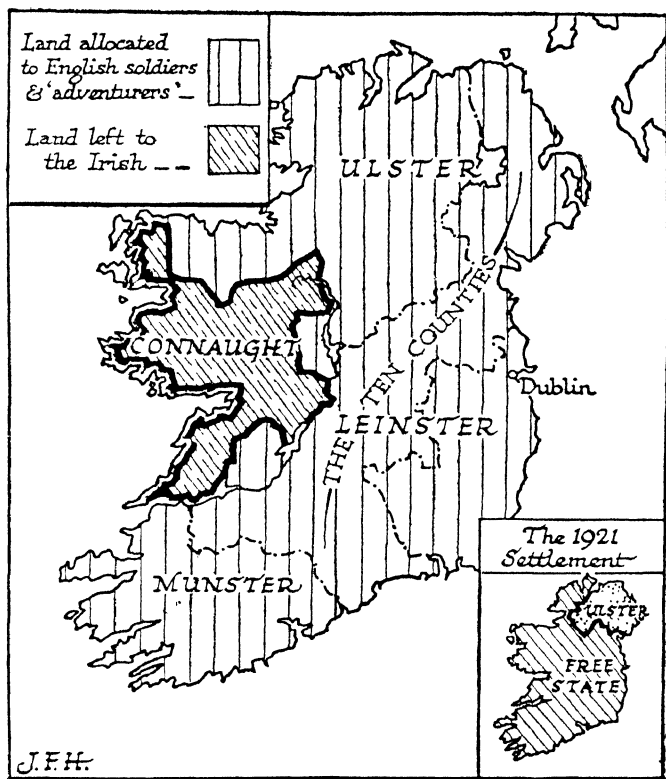 Land allocated
to English soldiers
& 'adventurers'_
Land left to
the Irish _ _
ULSTER
THE TEN COUNTIES
CONNAUGHT
Dublin
LEINSTER
MUNSTER
The 1921
Settlement
ULSTER
FREE
STATE
J.F.H.